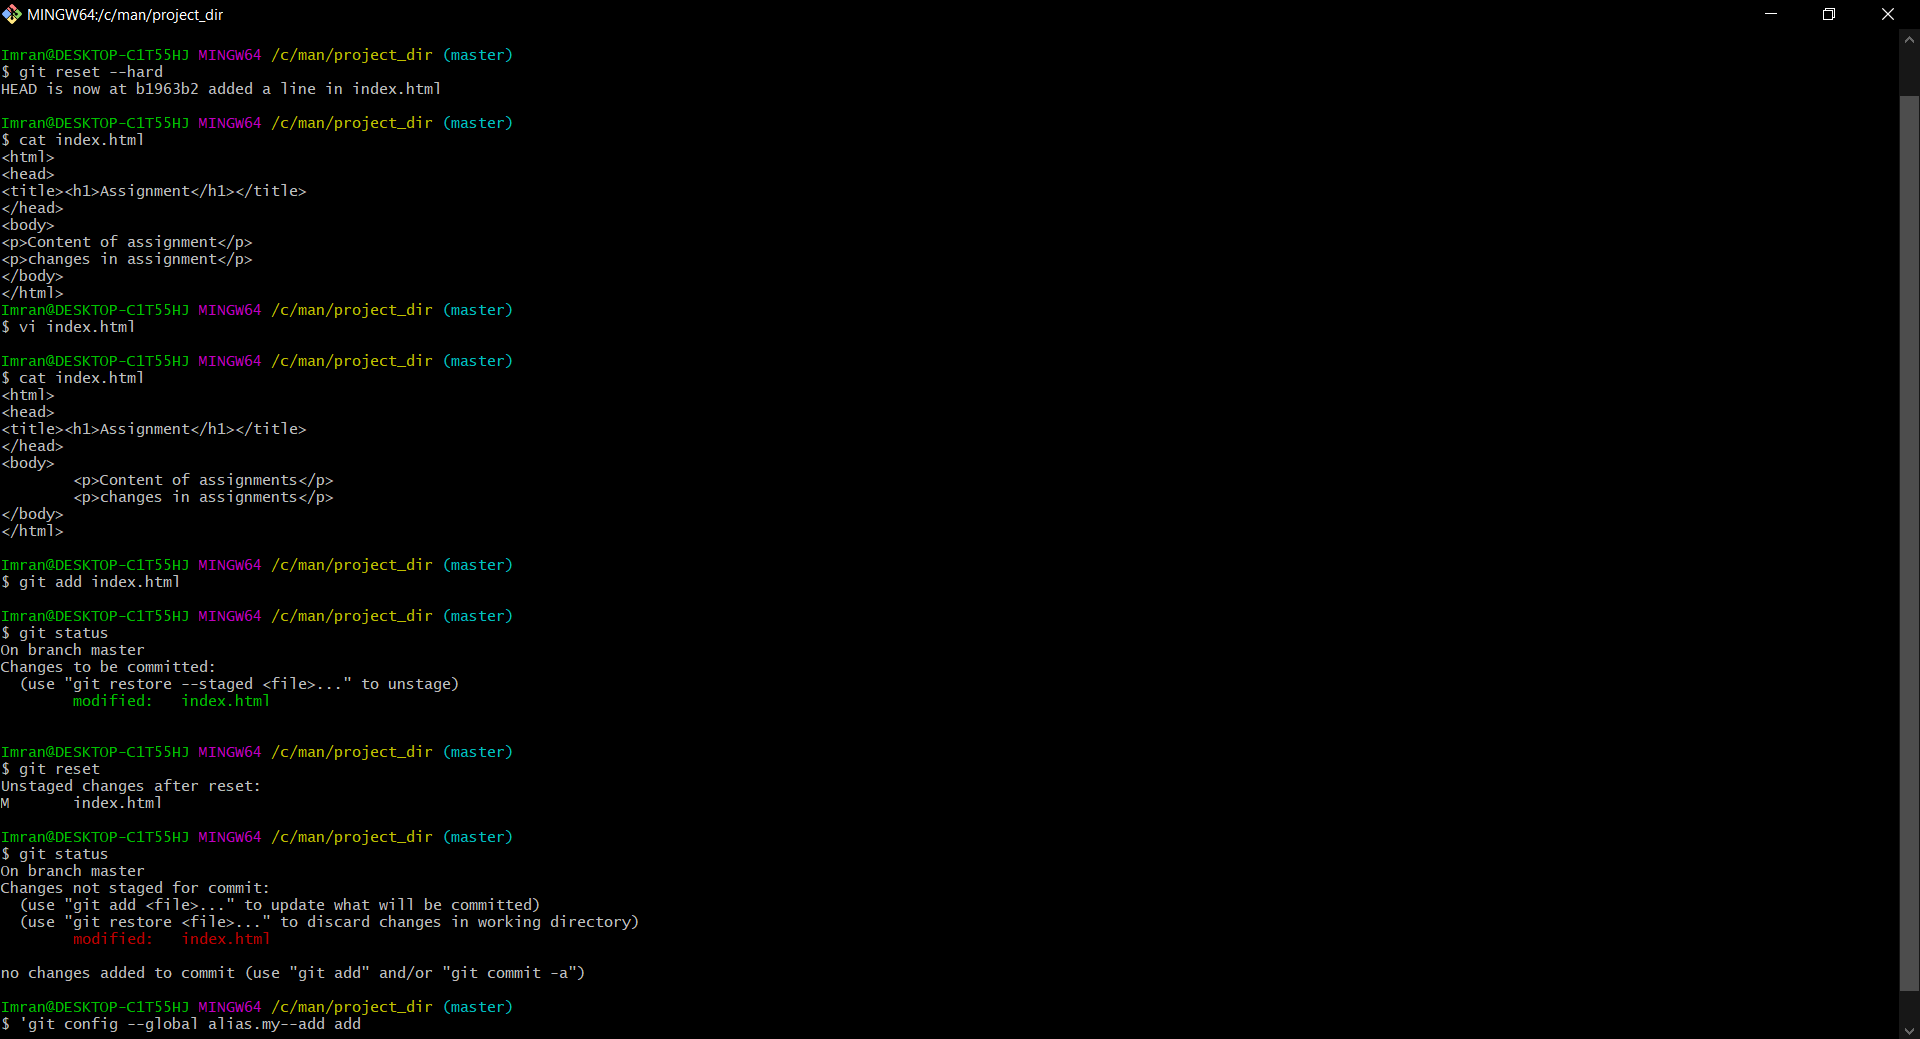 MINGW64:/c/man/project_dir
Imran@DESKTOP-C1T55HJ MINGW64 /c/man/project_dir (master)
$ git reset --hard
HEAD is now at b1963b2 added a line in index.html
Imran@DESKTOP-C1T55HJ MINGW64 /c/man/project_dir (master)
$ cat index.html
<html>
<head>
<title><h1>Assignment</h1></title>
</head>
<body>
<p>Content of assignment</p>
<p>changes in assignment</p>
</body>
</html>
Imran@DESKTOP-C1T55HJ MINGW64 /c/man/project_dir (master)
$ vi index.html
Imran@DESKTOP-C1T55HJ MINGW64 /c/man/project_dir (master)
$ cat index.html
<html>
<head>
<title><h1>Assignment</h1></title>
</head>
<body>
        <p>Content of assignments</p>
        <p>changes in assignments</p>
</body>
</html>
Imran@DESKTOP-C1T55HJ MINGW64 /c/man/project_dir (master)
$ git add index.html
Imran@DESKTOP-C1T55HJ MINGW64 /c/man/project_dir (master)
$ git status
On branch master
Changes to be committed:
  (use "git restore --staged <file>..." to unstage)
        modified:   index.html
Imran@DESKTOP-C1T55HJ MINGW64 /c/man/project_dir (master)
$ git reset
Unstaged changes after reset:
M       index.html
Imran@DESKTOP-C1T55HJ MINGW64 /c/man/project_dir (master)
$ git status
On branch master
Changes not staged for commit:
  (use "git add <file>..." to update what will be committed)
  (use "git restore <file>..." to discard changes in working directory)
        modified:   index.html
no changes added to commit (use "git add" and/or "git commit -a")
Imran@DESKTOP-C1T55HJ MINGW64 /c/man/project_dir (master)
$ 'git config --global alias.my--add add